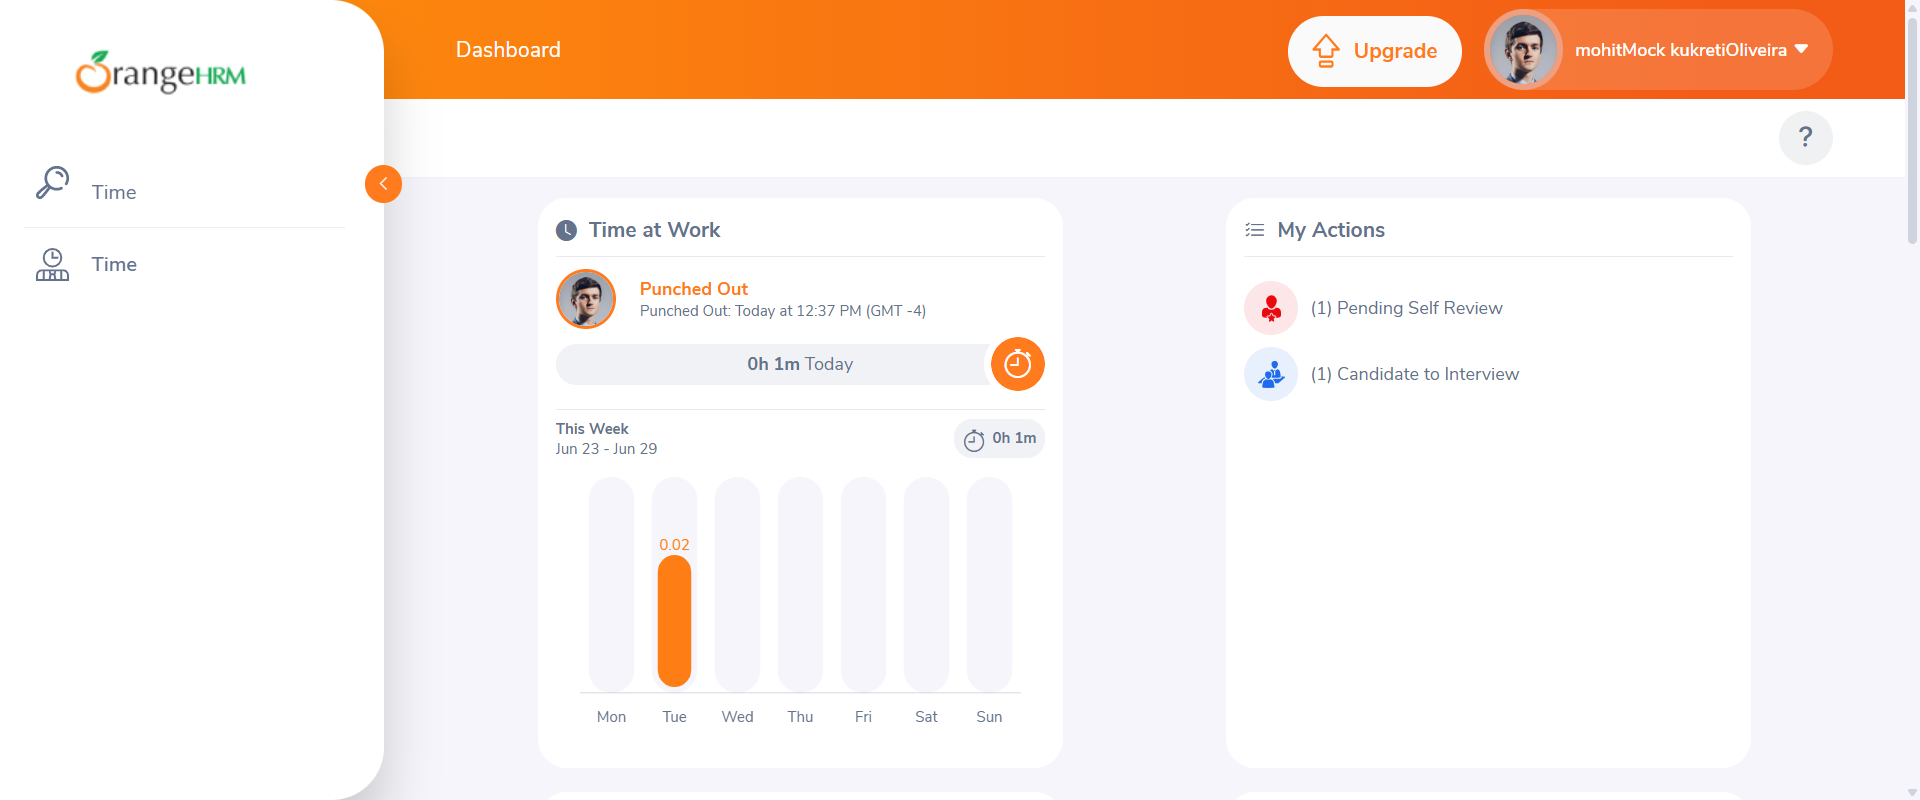 OrangeHRM
Time
Time
Dashboard
Upgrade
mohitMock kukretiOliveira
?
Time at Work
Punched Out
Punched Out: Today at 12:37 PM (GMT -4)
0h 1m Today
This Week
Jun 23 - Jun 29
0h 1m
0.02
Mon Tue Wed Thu Fri Sat Sun
My Actions
(1) Pending Self Review
(1) Candidate to Interview